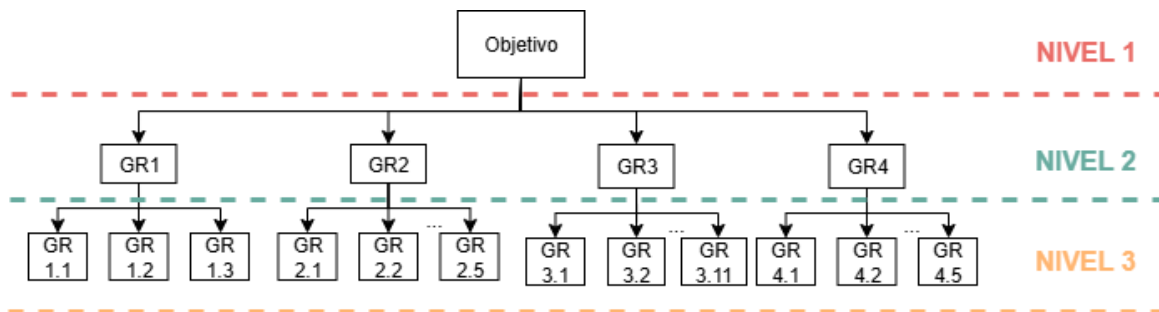 Objetivo
NIVEL 1
GR1
GR2
GR3
GR4
NIVEL 2
...
...
...
GR
1.1
GR
1.2
GR
1.3
GR
2.1
GR
2.2
GR
2.5
GR
3.1
GR
3.2
GR
3.11
GR
4.1
GR
4.2
GR
4.5
NIVEL 3